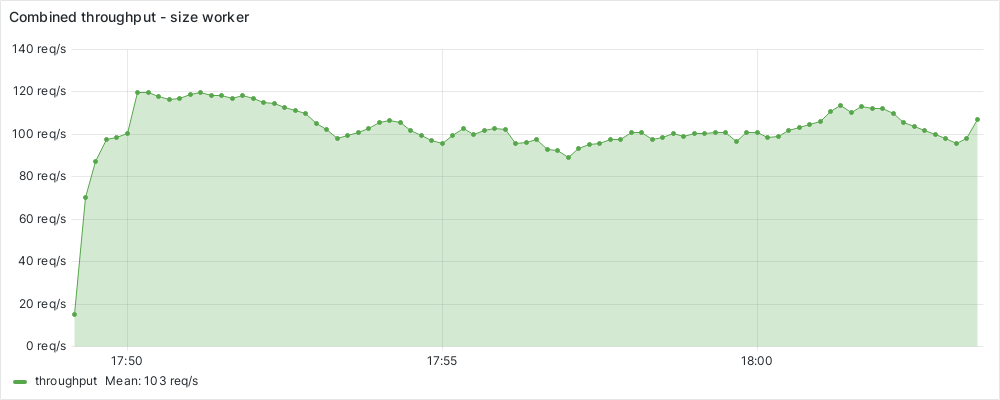 Combined throughput - size worker
140 req/s
120 req/s
100 req/s
80 req/s
60 req/s
40 req/s
20 req/s
0 req/s
17:50 17:55 18:00
throughput Mean: 103 req/s